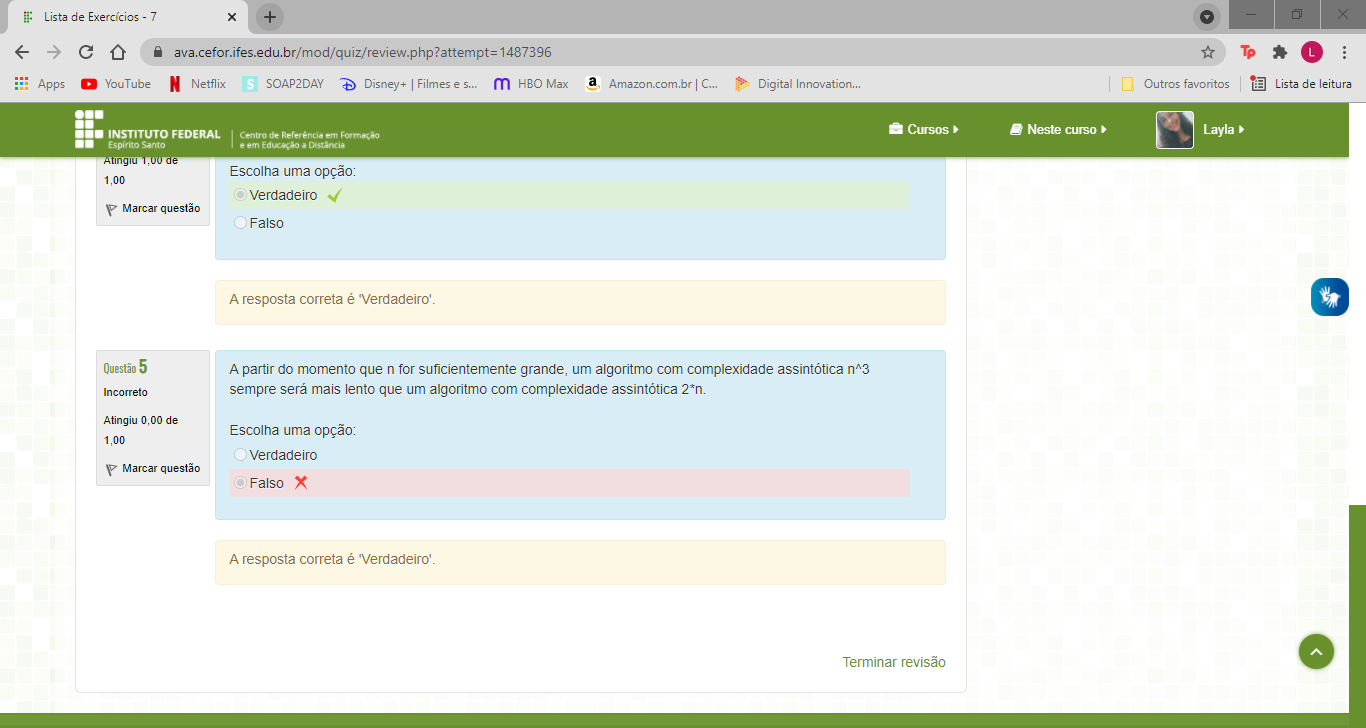 Lista de Exercícios - 7
ava.cefor.ifes.edu.br/mod/quiz/review.php?attempt=1487396
Tp
L
Apps
YouTube
N Netflix
S SOAP2DAY
Disney+ | Filmes e s...
HBO Max
a Amazon.com.br | C...
Digital Innovation...
Outros favoritos
Lista de leitura
INSTITUTO FEDERAL
Espírito Santo
Centro de Referência em Formação
e em Educação a Distância
Cursos
Neste curso
Layla
Atingiu 1,00 de
1,00
Marcar questão
Escolha uma opção:
Verdadeiro
Falso
A resposta correta é 'Verdadeiro'.
Questão 5
Incorreto
Atingiu 0,00 de
1,00
Marcar questão
A partir do momento que n for suficientemente grande, um algoritmo com complexidade assintótica n^3
sempre será mais lento que um algoritmo com complexidade assintótica 2*n.
Escolha uma opção:
Verdadeiro
Falso
A resposta correta é 'Verdadeiro'.
Terminar revisão